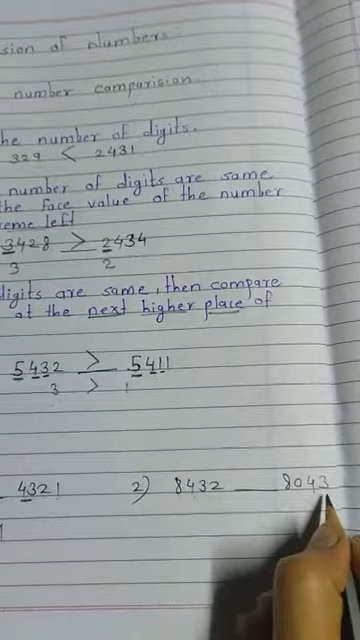 sion of Numbers.
number comparision
he number of digits.
329 < 2431
number of digits are same
the Face value of the number
reme left
3428 > 2434
3 2
digits are same, then compare
at the next higher place of
5432 > 5411
3 > 1
4321 2) 8432 ___ 8043